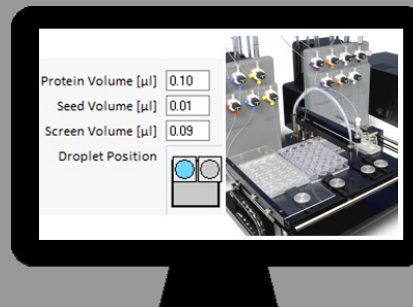 Protein Volume [µl] 0.10
Seed Volume [µl] 0.01
Screen Volume [µl] 0.09
Droplet Position